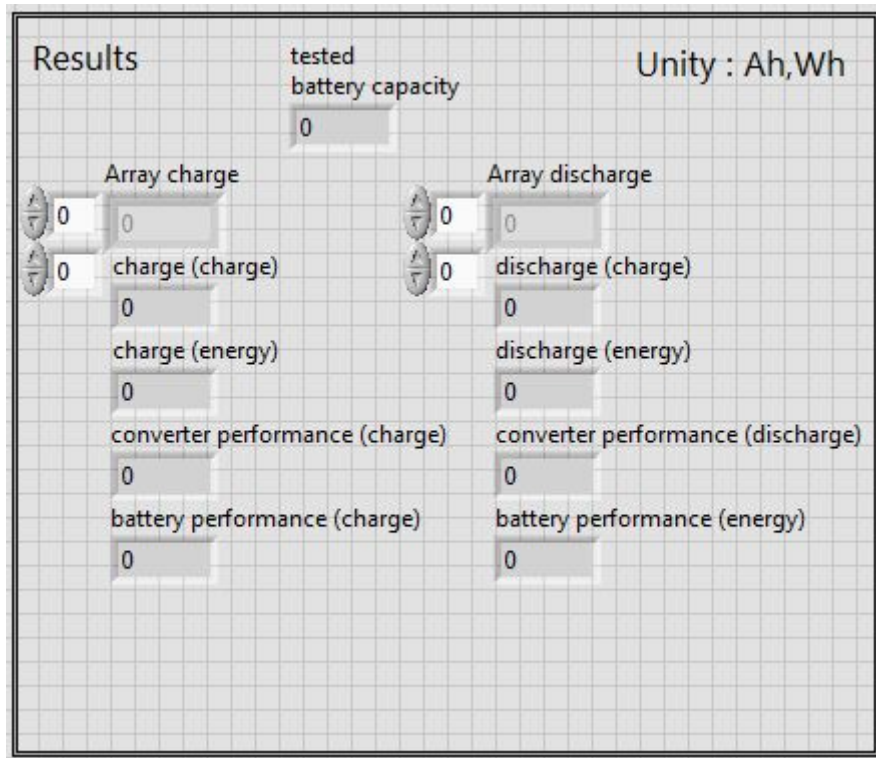 Results
tested
battery capacity
Unity : Ah,Wh
0
Array charge
Array discharge
0
0
0
0
0
charge (charge)
0
discharge (charge)
0
0
charge (energy)
discharge (energy)
0
0
converter performance (charge)
converter performance (discharge)
0
0
battery performance (charge)
battery performance (energy)
0
0